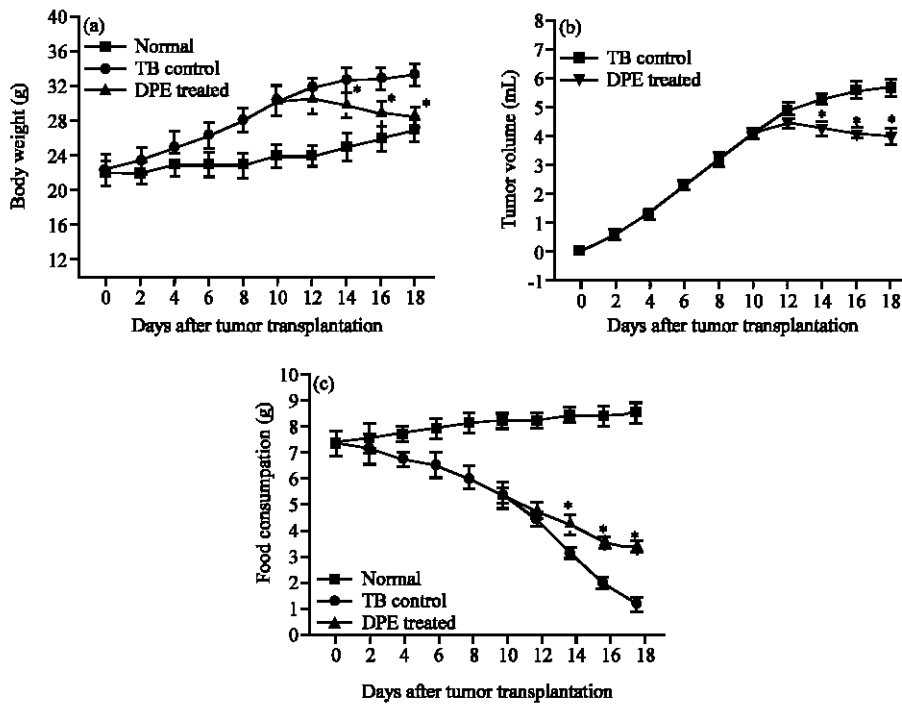 (a)
Normal
TB control
DPE treated
40
36
32
28
24
20
16
12
Body weight (g)
* * *
0 2 4 6 8 10 12 14 16 18
Days after tumor transplantation
(b)
TB control
DPE treated
8
7
6
5
4
3
2
1
0
-1
Tumor volume (mL)
* * *
0 2 4 6 8 10 12 14 16 18
Days after tumor transplantation
(c)
10
9
8
7
6
5
4
3
2
1
0
Food consumpation (g)
* * *
Normal
TB control
DPE treated
0 2 4 6 8 10 12 14 16 18
Days after tumor transplantation